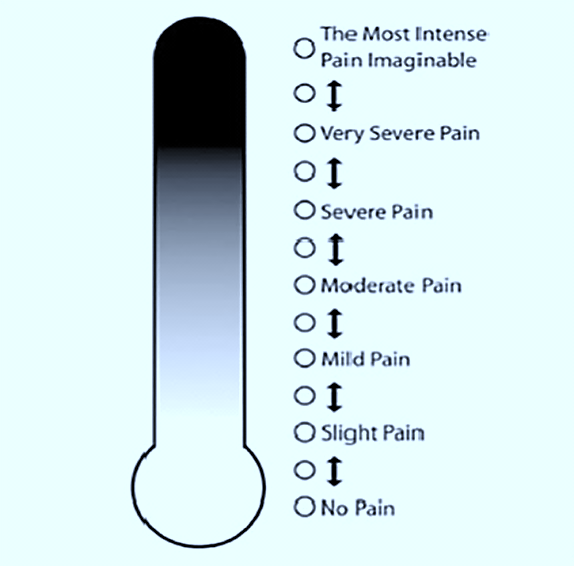 The Most Intense
Pain Imaginable
Very Severe Pain
Severe Pain
Moderate Pain
Mild Pain
Slight Pain
No Pain